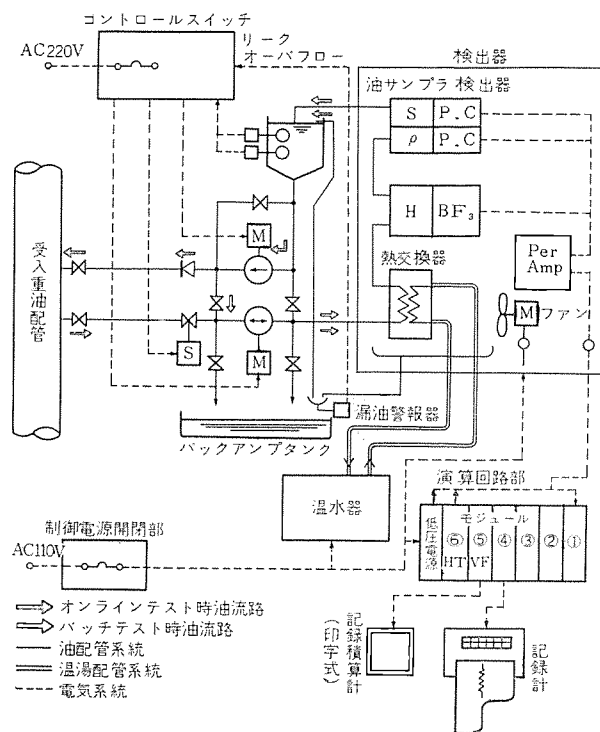 コントロールスイッチ
AC220V
リーク
オーバフロー
検出器
油サンプラ 検出器
S P.C
ρ P.C
H BF₃
M
Per
Amp
熱交換器
受入重油配管
M ファン
S
M
漏油警報器
バックアンプタンク
温水器
演算回路部
モジュール
低圧電源
⑥ ⑤ ④ ③ ② ①
HT VF
制御電源開閉部
AC110V
オンラインテスト時油流路
バッチテスト時油流路
油配管系統
温湯配管系統
電気系統
記録積算計
(印字式)
記録計